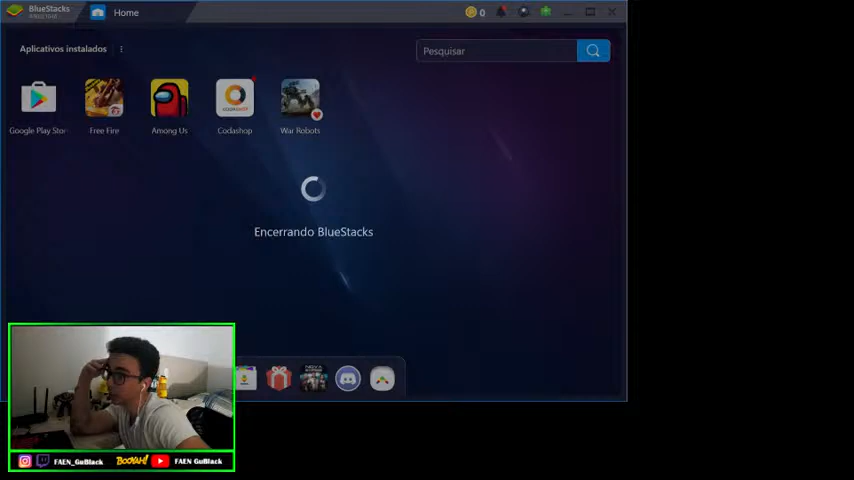 BlueStacks
Home
0
Aplicativos instalados
Pesquisar
Google Play Stor
Free Fire
Among Us
Codashop
War Robots
Encerrando BlueStacks
FAEN_GuBlack
BOOYAH!
FAEN GuBlack